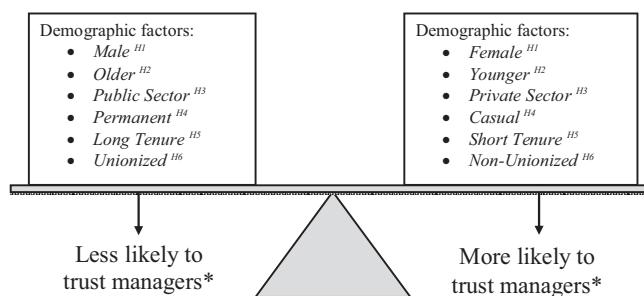 Demographic factors:
• Male H1
• Older H2
• Public Sector H3
• Permanent H4
• Long Tenure H5
• Unionized H6
Less likely to
trust managers*
Demographic factors:
• Female H1
• Younger H2
• Private Sector H3
• Casual H4
• Short Tenure H5
• Non-Unionized H6
More likely to
trust managers*